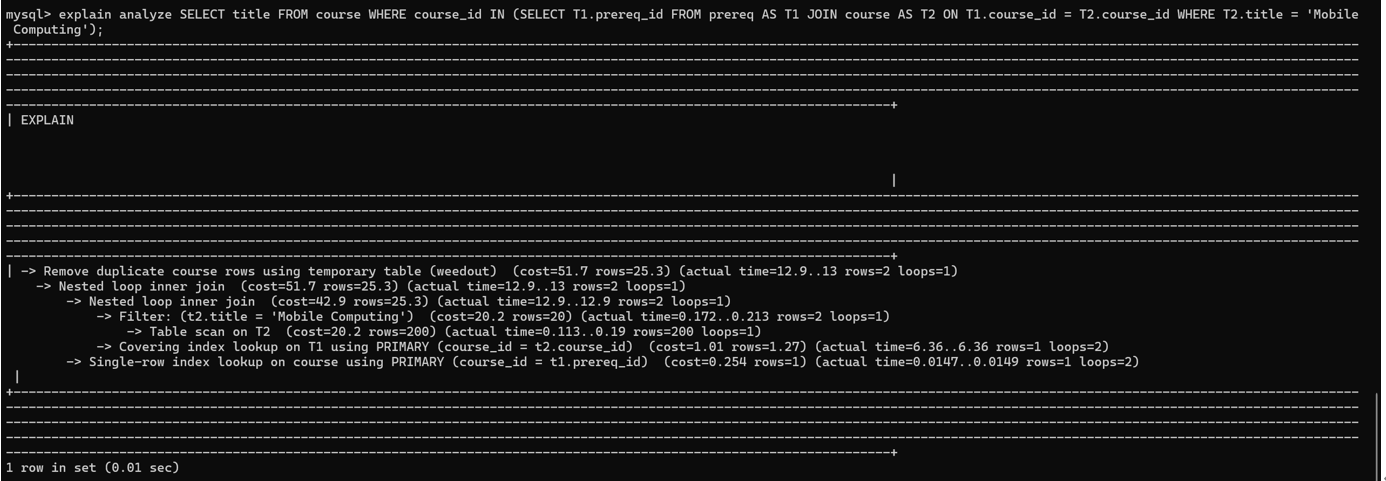 mysql> explain analyze SELECT title FROM course WHERE course_id IN (SELECT T1.prereq_id FROM prereq AS T1 JOIN course AS T2 ON T1.course_id = T2.course_id WHERE T2.title = 'Mobile
 Computing');
| EXPLAIN
|
| -> Remove duplicate course rows using temporary table (weedout)  (cost=51.7 rows=25.3) (actual time=12.9..13 rows=2 loops=1)
    -> Nested loop inner join  (cost=51.7 rows=25.3) (actual time=12.9..13 rows=2 loops=1)
        -> Nested loop inner join  (cost=42.9 rows=25.3) (actual time=12.9..12.9 rows=2 loops=1)
            -> Filter: (t2.title = 'Mobile Computing')  (cost=20.2 rows=20) (actual time=0.172..0.213 rows=2 loops=1)
                -> Table scan on T2  (cost=20.2 rows=200) (actual time=0.113..0.19 rows=200 loops=1)
            -> Covering index lookup on T1 using PRIMARY (course_id = t2.course_id)  (cost=1.01 rows=1.27) (actual time=6.36..6.36 rows=1 loops=2)
        -> Single-row index lookup on course using PRIMARY (course_id = t1.prereq_id)  (cost=0.254 rows=1) (actual time=0.0147..0.0149 rows=1 loops=2)
 |
1 row in set (0.01 sec)